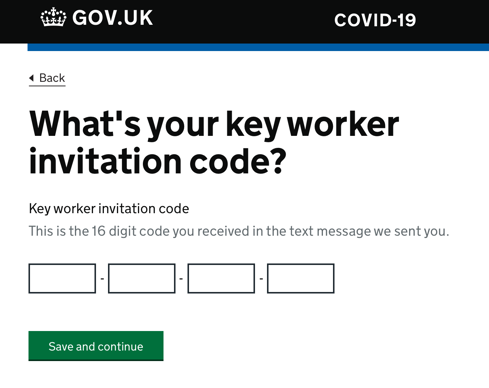 GOV.UK COVID-19
Back
What's your key worker
invitation code?
Key worker invitation code
This is the 16 digit code you received in the text message we sent you.
- - -
Save and continue